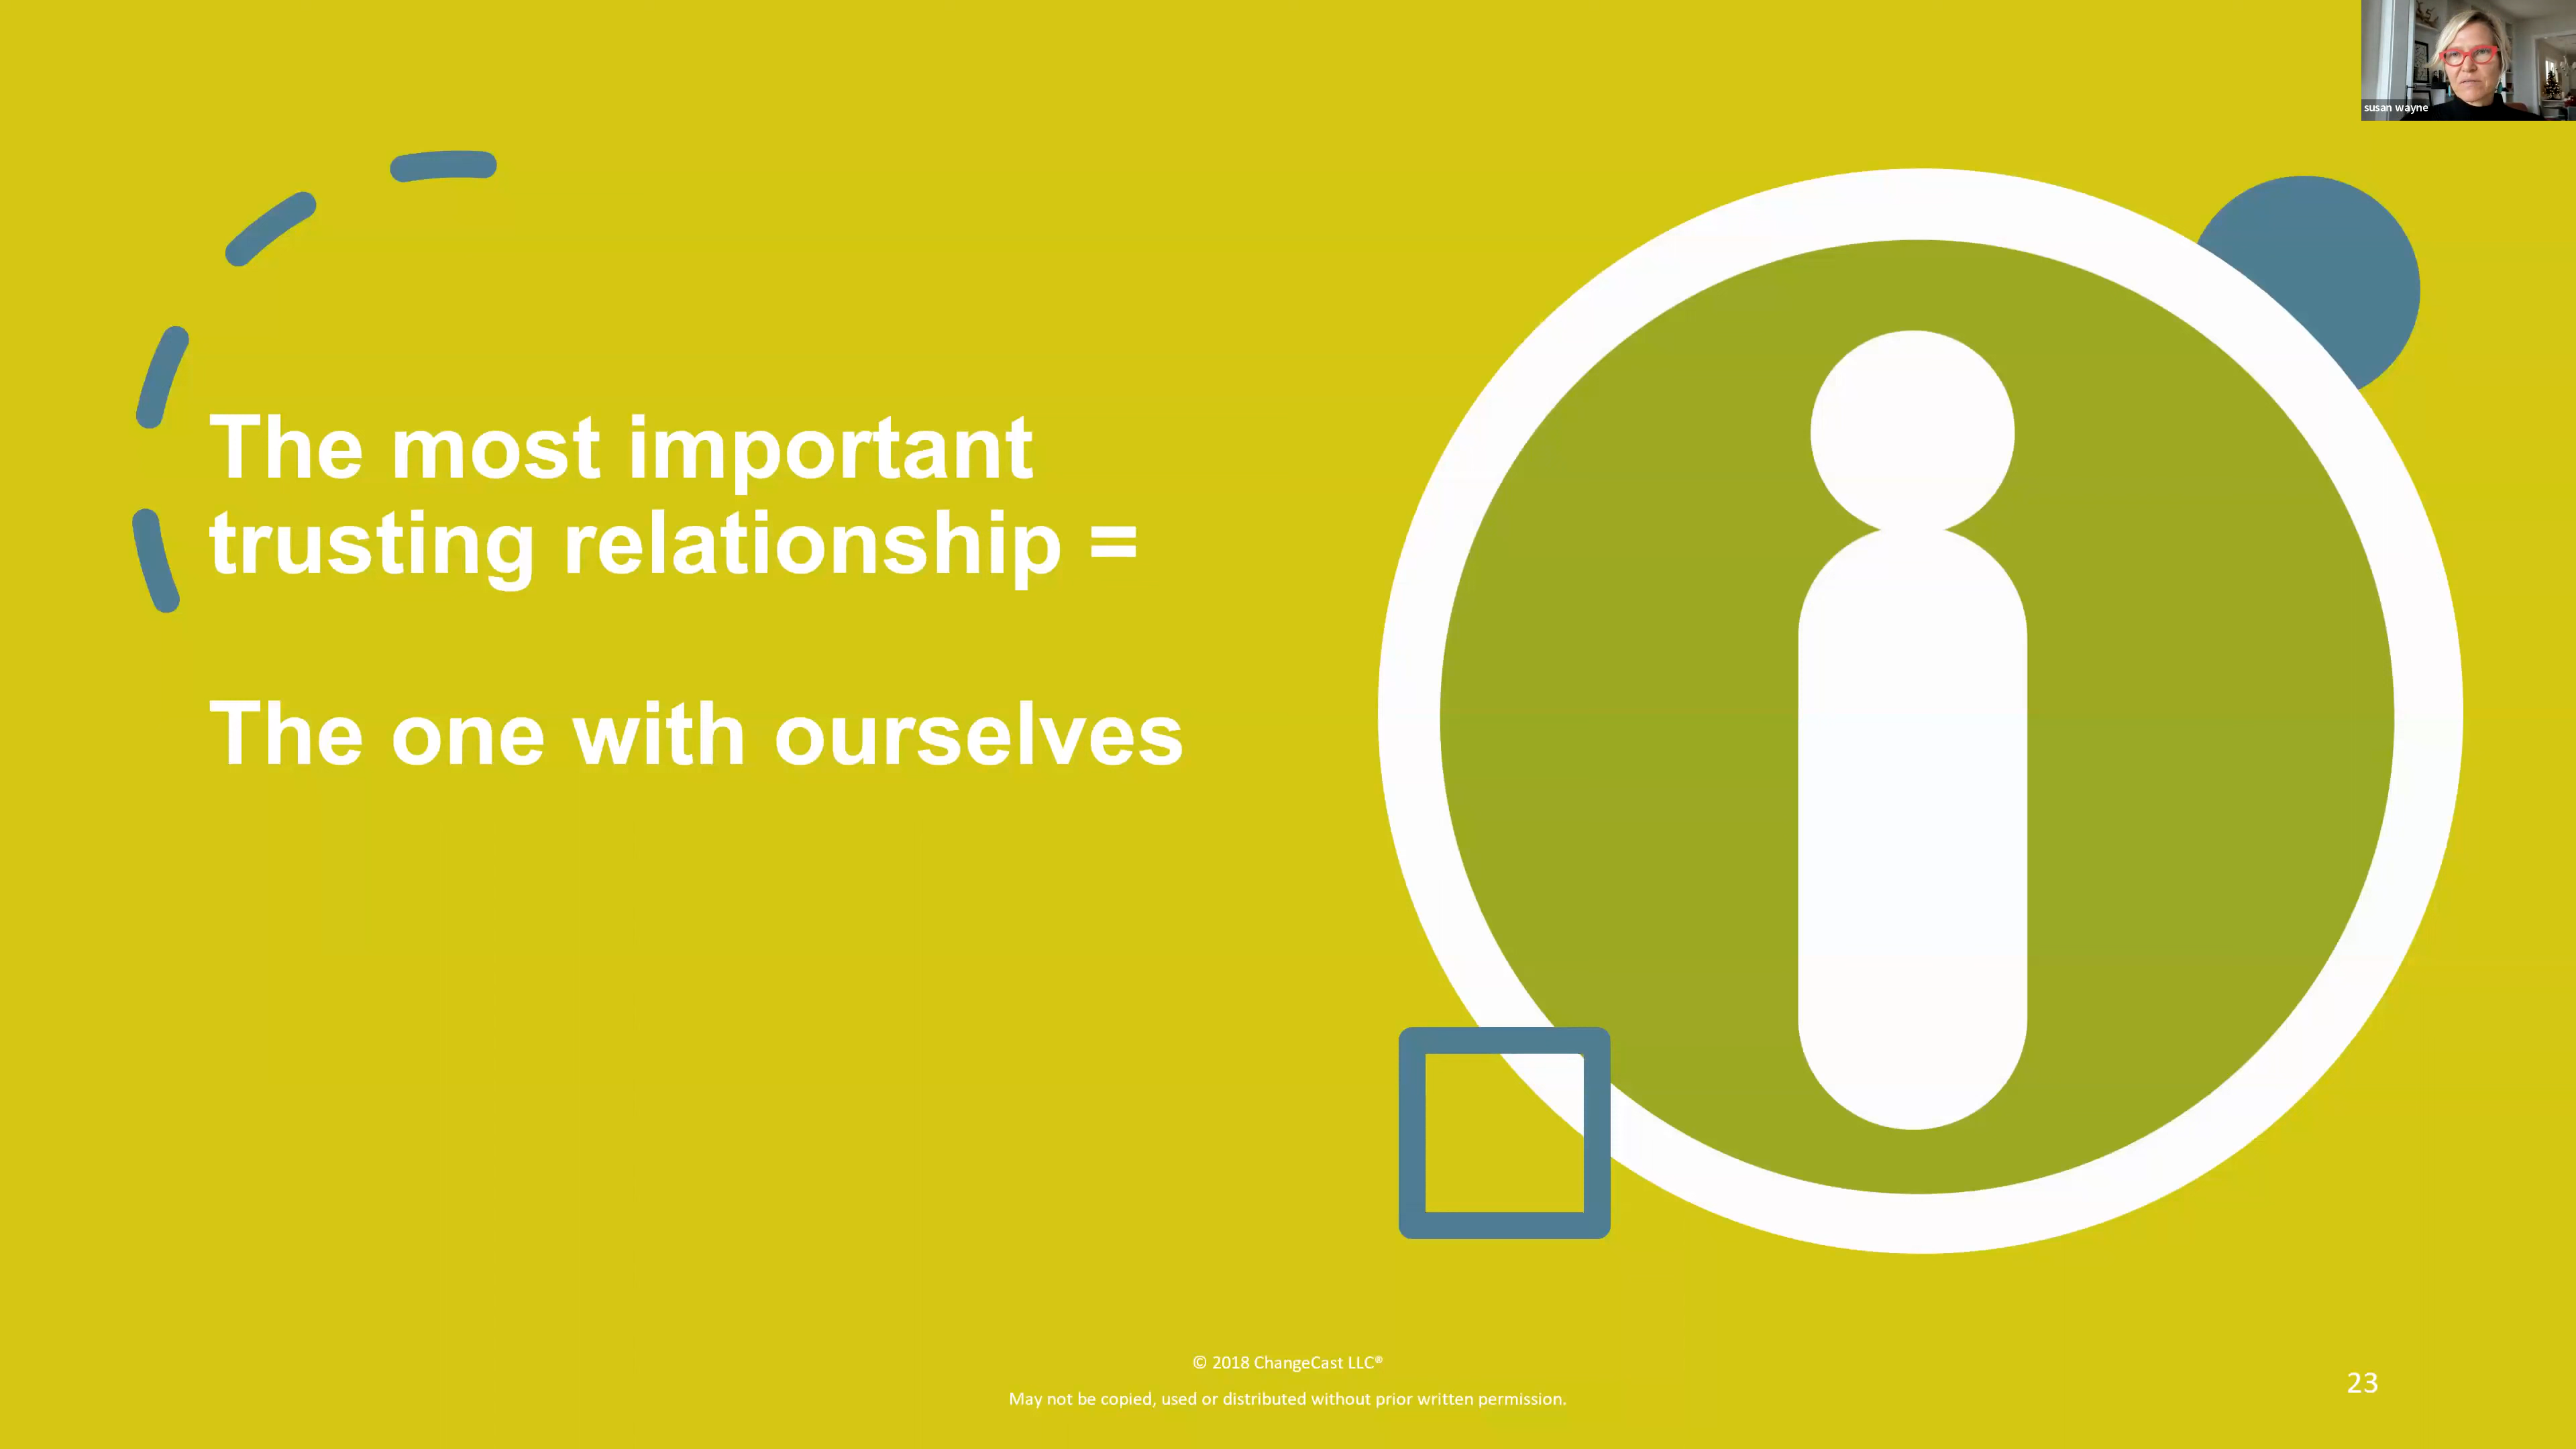 susan wayne
The most important
trusting relationship =
The one with ourselves
© 2018 ChangeCast LLC®
May not be copied, used or distributed without prior written permission.
23